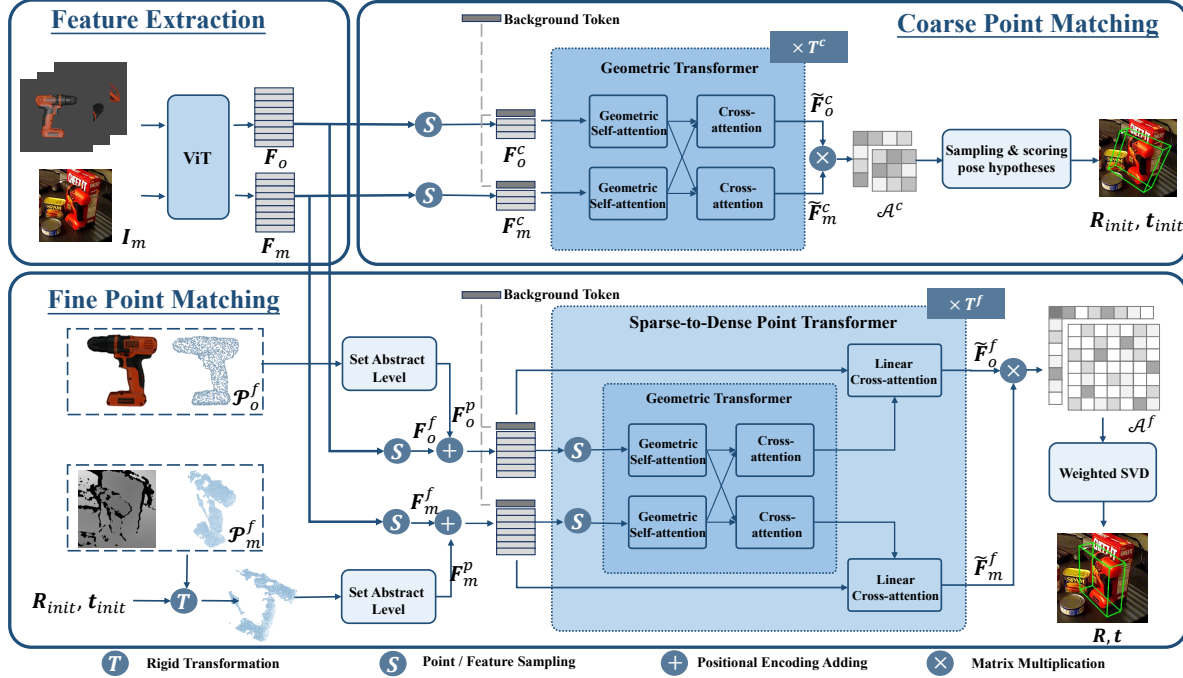 Feature Extraction
ViT
F_o
F_m
I_m
Background Token
Coarse Point Matching
× T^c
Geometric Transformer
Geometric
Self-attention
Cross-
attention
Geometric
Self-attention
Cross-
attention
S
F_o^c
S
F_m^c
F̃_o^c
×
F̃_m^c
𝒜^c
Sampling & scoring
pose hypotheses
R_init, t_init
Fine Point Matching
𝒫_o^f
𝒫_m^f
Set Abstract
Level
F_o^p
F_o^f
S
+
F_m^f
S
+
F_m^p
R_init, t_init
T
Set Abstract
Level
Background Token
× T^f
Sparse-to-Dense Point Transformer
Linear
Cross-attention
Geometric Transformer
S
Geometric
Self-attention
Cross-
attention
S
Geometric
Self-attention
Cross-
attention
Linear
Cross-attention
F̃_o^f
×
F̃_m^f
𝒜^f
Weighted SVD
R, t
T Rigid Transformation
S Point / Feature Sampling
+ Positional Encoding Adding
× Matrix Multiplication